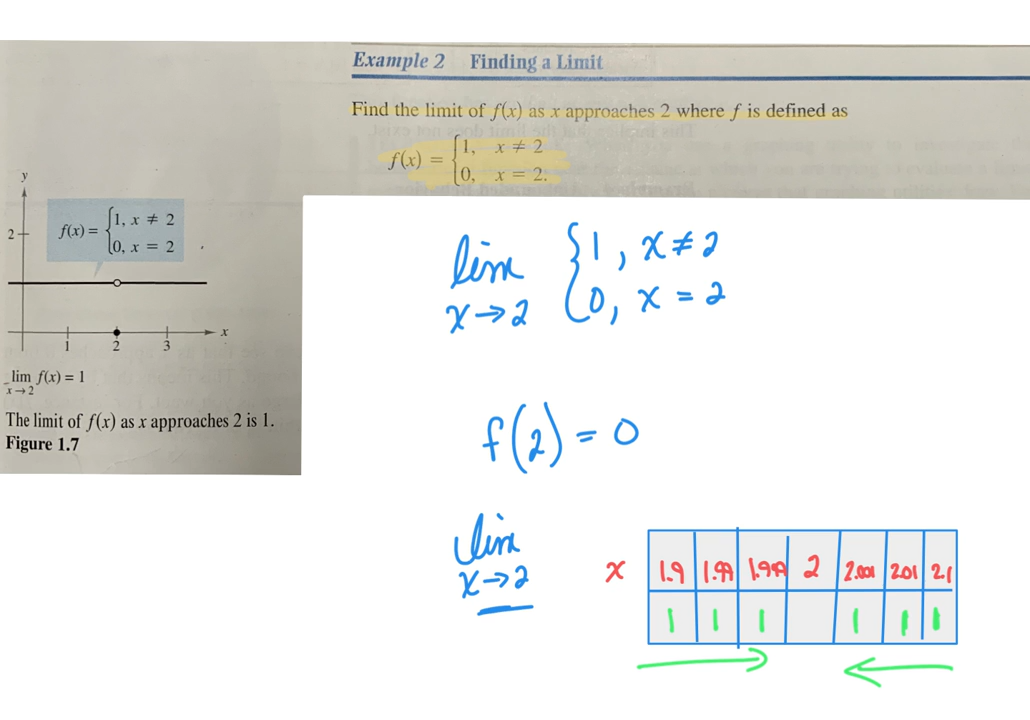 Example 2 Finding a Limit
Find the limit of f(x) as x approaches 2 where f is defined as
f(x) = {1, x ≠ 2
0, x = 2.
y
2
f(x) = {1, x ≠ 2
0, x = 2
1 2 3 x
lim f(x) = 1
x→2
The limit of f(x) as x approaches 2 is 1.
Figure 1.7
lim {1, x ≠ 2
x→2 0, x = 2
f(2) = 0
lim
x→2
x 1.9 1.99 1.999 2 2.001 2.01 2.1
1 1 1 1 1 1